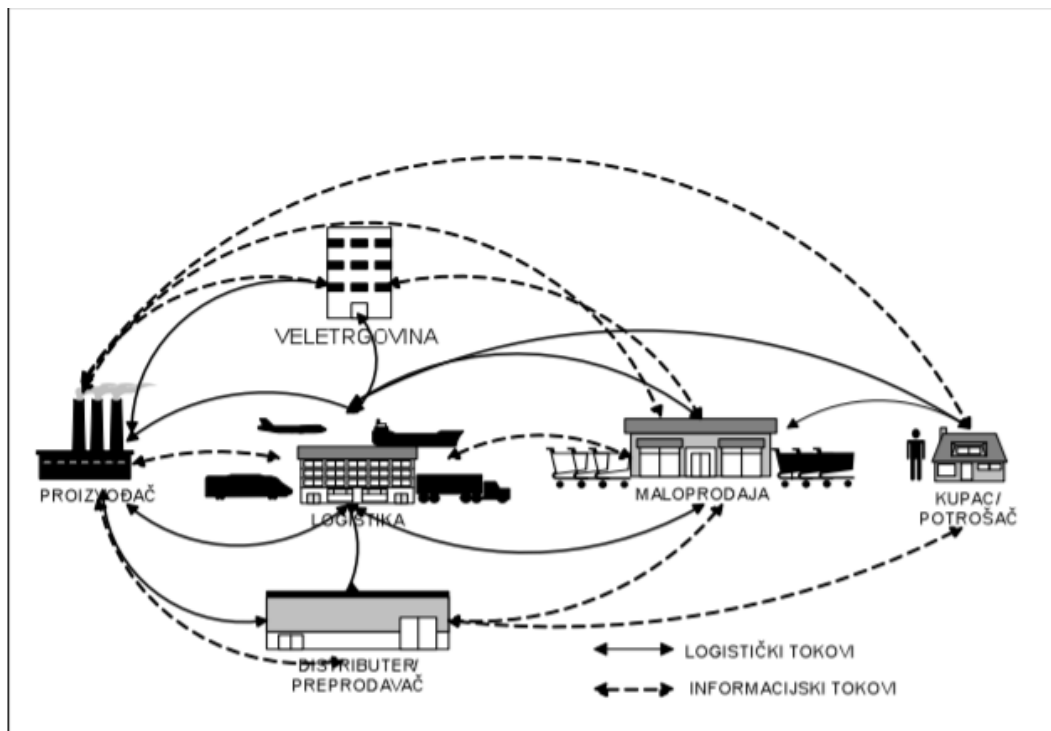 VELETRGOVINA
PROIZVOĐAČ
LOGISTIKA
MALOPRODAJA
KUPAC/
POTROŠAČ
DISTRIBUTER/
PREPRODAVAČ
LOGISTIČKI TOKOVI
INFORMACIJSKI TOKOVI